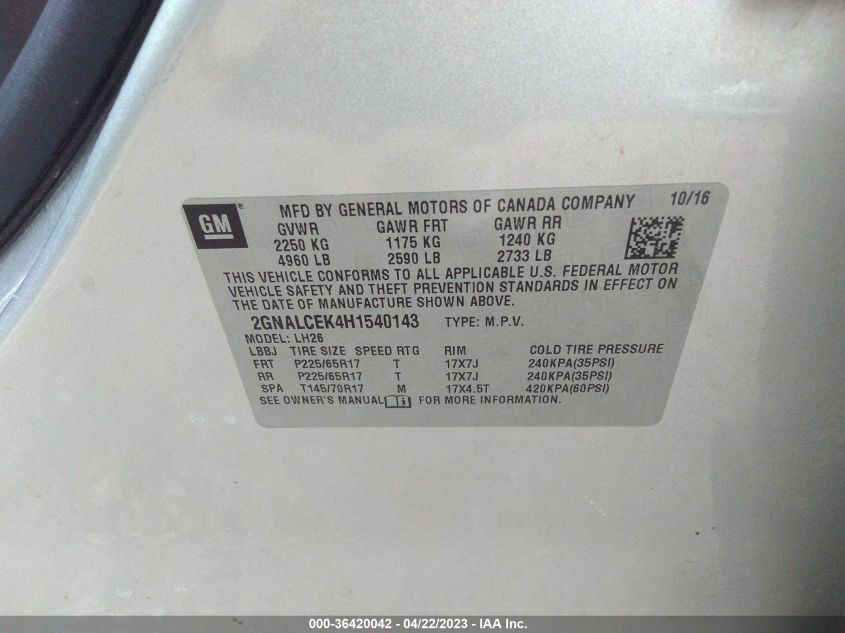 GM
MFD BY GENERAL MOTORS OF CANADA COMPANY 10/16
GVWR GAWR FRT GAWR RR
2250 KG 1175 KG 1240 KG
4960 LB 2590 LB 2733 LB
THIS VEHICLE CONFORMS TO ALL APPLICABLE U.S. FEDERAL MOTOR
VEHICLE SAFETY AND THEFT PREVENTION STANDARDS IN EFFECT ON
THE DATE OF MANUFACTURE SHOWN ABOVE.
2GNALCEK4H1540143 TYPE: M.P.V.
MODEL: LH26
LBBJ TIRE SIZE SPEED RTG RIM COLD TIRE PRESSURE
FRT P225/65R17 T 17X7J 240KPA(35PSI)
RR P225/65R17 T 17X7J 240KPA(35PSI)
SPA T145/70R17 M 17X4.5T 420KPA(60PSI)
SEE OWNER'S MANUAL FOR MORE INFORMATION.
000-36420042 - 04/22/2023 - IAA Inc.